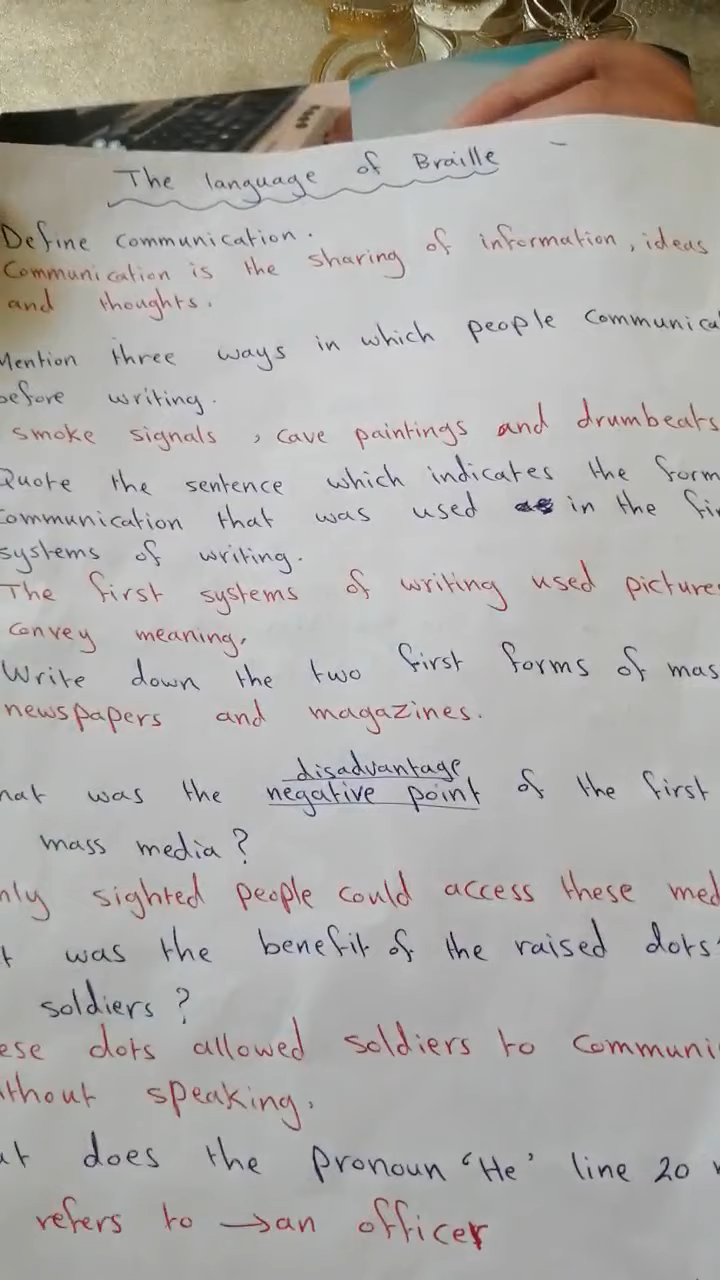 The language of Braille
Define communication.
Communication is the sharing of information, ideas
and thoughts.
Mention three ways in which people communica
before writing.
smoke signals, cave paintings and drumbeats
Quote the sentence which indicates the form
communication that was used in the fir
systems of writing.
The first systems of writing used picture
convey meaning.
Write down the two first forms of mas
newspapers and magazines.
disadvantage
hat was the negative point of the first
mass media?
nly sighted people could access these med
t was the benefit of the raised dots
soldiers?
ese dots allowed soldiers to communi
ithout speaking.
at does the pronoun 'He' line 20
refers to → an officer